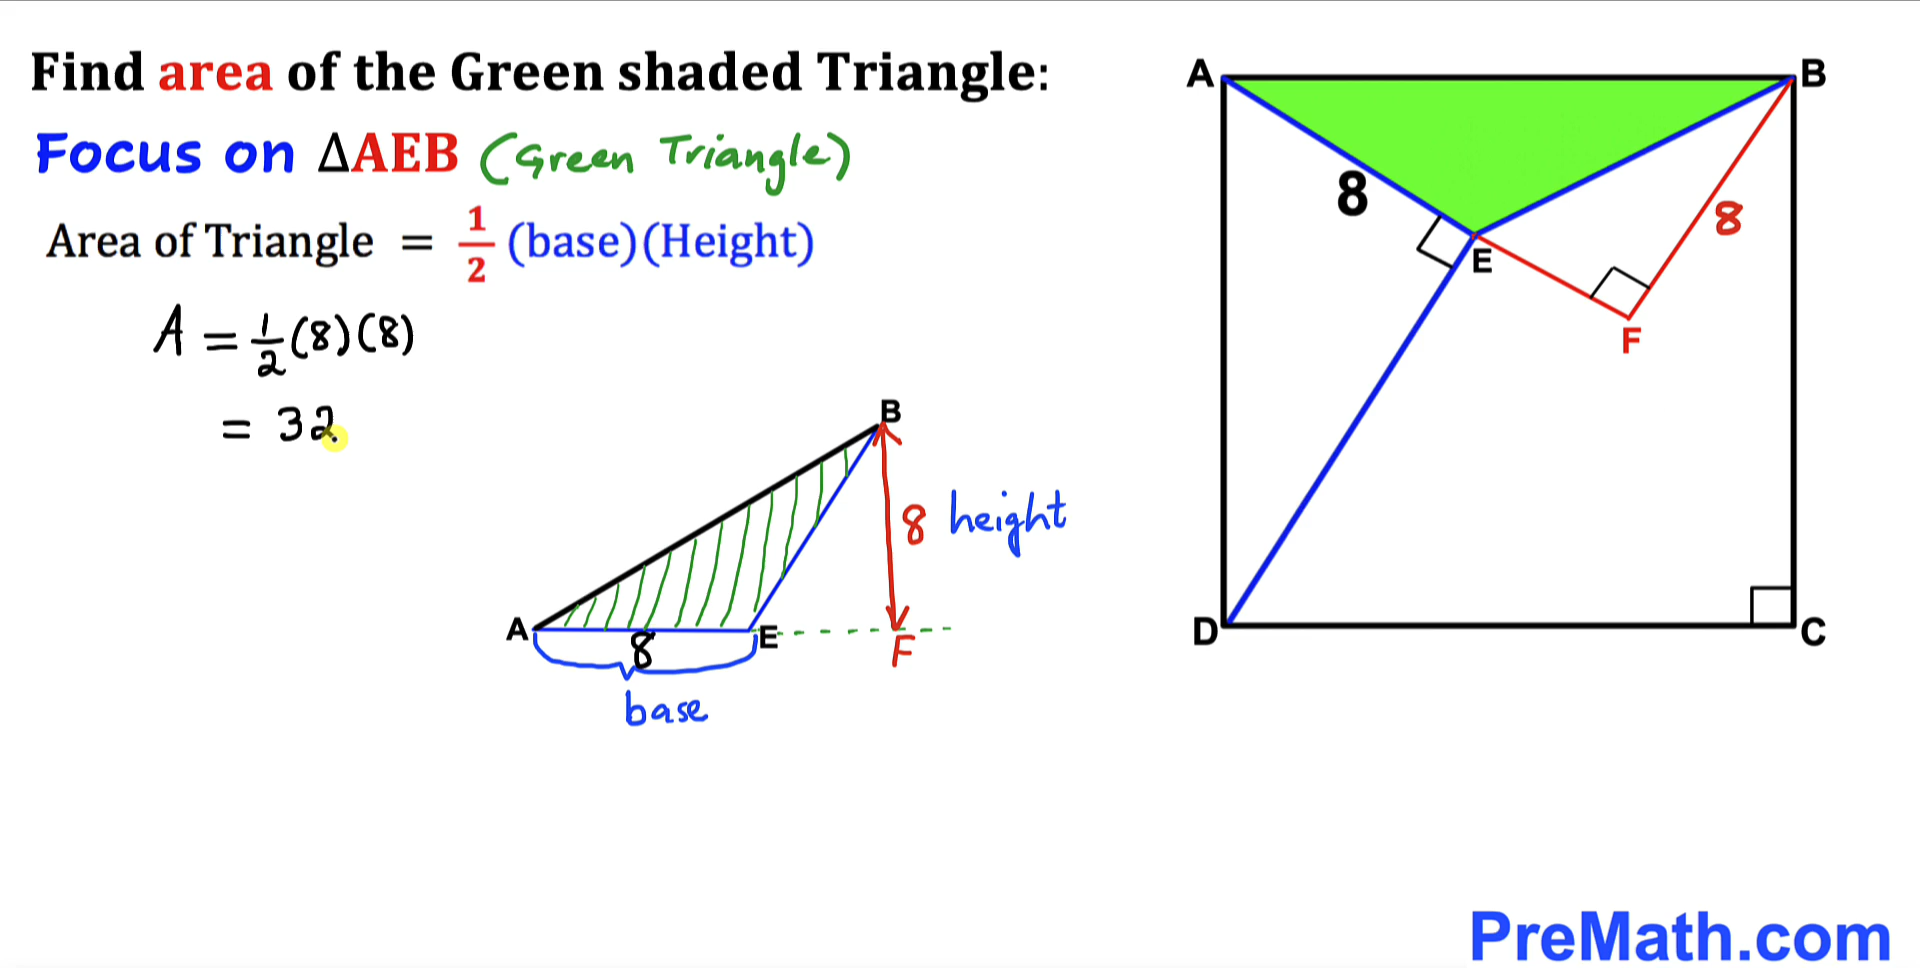 Find area of the Green shaded Triangle:
Focus on ΔAEB (Green Triangle)
Area of Triangle = 1/2 (base)(Height)
A = 1/2 (8)(8)
= 32
B
8 height
A
8
E
F
base
A
B
8
8
E
F
D
C
PreMath.com